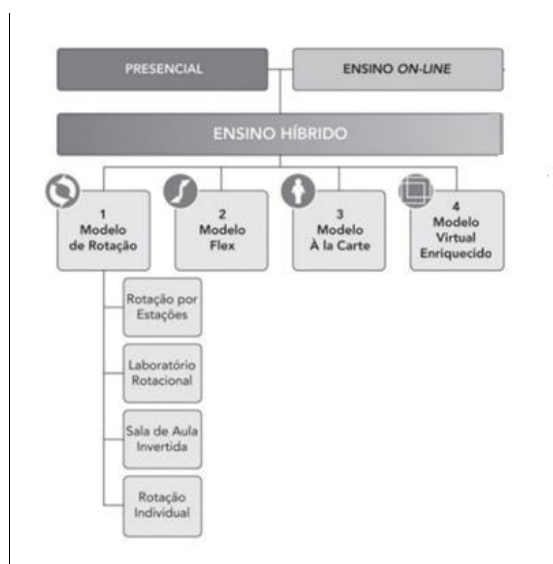 PRESENCIAL
ENSINO ON-LINE
ENSINO HÍBRIDO
1
Modelo
de Rotação
2
Modelo
Flex
3
Modelo
À la Carte
4
Modelo
Virtual
Enriquecido
Rotação por
Estações
Laboratório
Rotacional
Sala de Aula
Invertida
Rotação
Individual